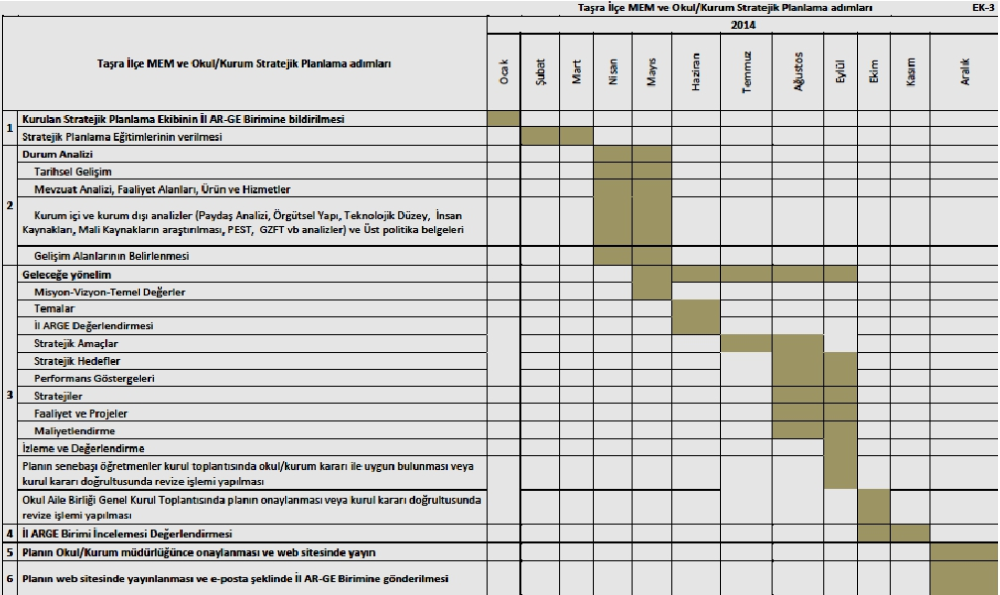 Taşra İlçe MEM ve Okul/Kurum Stratejik Planlama adımları EK-3
2014
Taşra İlçe MEM ve Okul/Kurum Stratejik Planlama adımları
Ocak Şubat Mart Nisan Mayıs Haziran Temmuz Ağustos Eylül Ekim Kasım Aralık
1
Kurulan Stratejik Planlama Ekibinin İl AR-GE Birimine bildirilmesi
Stratejik Planlama Eğitimlerinin verilmesi
2
Durum Analizi
Tarihsel Gelişim
Mevzuat Analizi, Faaliyet Alanları, Ürün ve Hizmetler
Kurum içi ve kurum dışı analizler (Paydaş Analizi, Örgütsel Yapı, Teknolojik Düzey, İnsan
Kaynakları, Mali Kaynakların araştırılması, PEST, GZFT vb analizler) ve Üst politika belgeleri
Gelişim Alanlarının Belirlenmesi
3
Geleceğe yönelim
Misyon-Vizyon-Temel Değerler
Temalar
İl ARGE Değerlendirmesi
Stratejik Amaçlar
Stratejik Hedefler
Performans Göstergeleri
Stratejiler
Faaliyet ve Projeler
Maliyetlendirme
İzleme ve Değerlendirme
Planın senebaşı öğretmenler kurul toplantısında okul/kurum kararı ile uygun bulunması veya
kurul kararı doğrultusunda revize işlemi yapılması
Okul Aile Birliği Genel Kurul Toplantısında planın onaylanması veya kurul kararı doğrultusunda
revize işlemi yapılması
4 İl ARGE Birimi İncelemesi Değerlendirmesi
5 Planın Okul/Kurum müdürlüğünce onaylanması ve web sitesinde yayın
6 Planın web sitesinde yayınlanması ve e-posta şeklinde İl AR-GE Birimine gönderilmesi